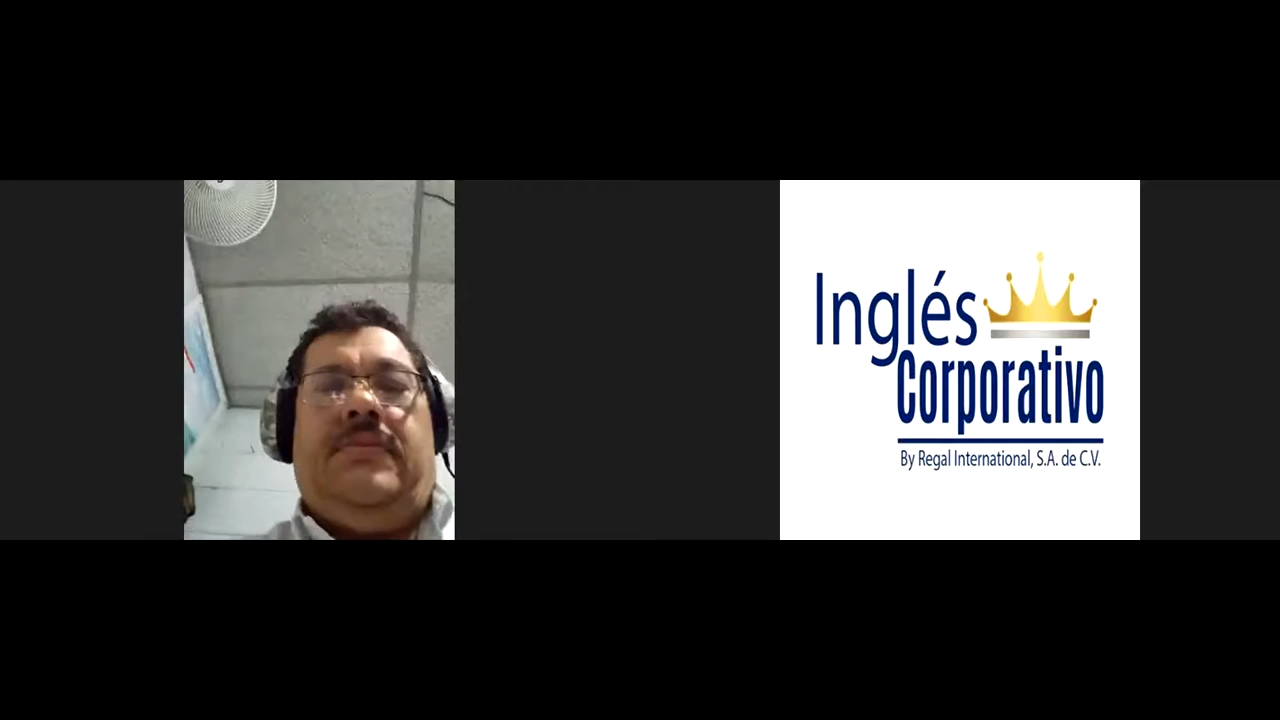 Inglés
Corporativo
By Regal International, S.A. de C.V.